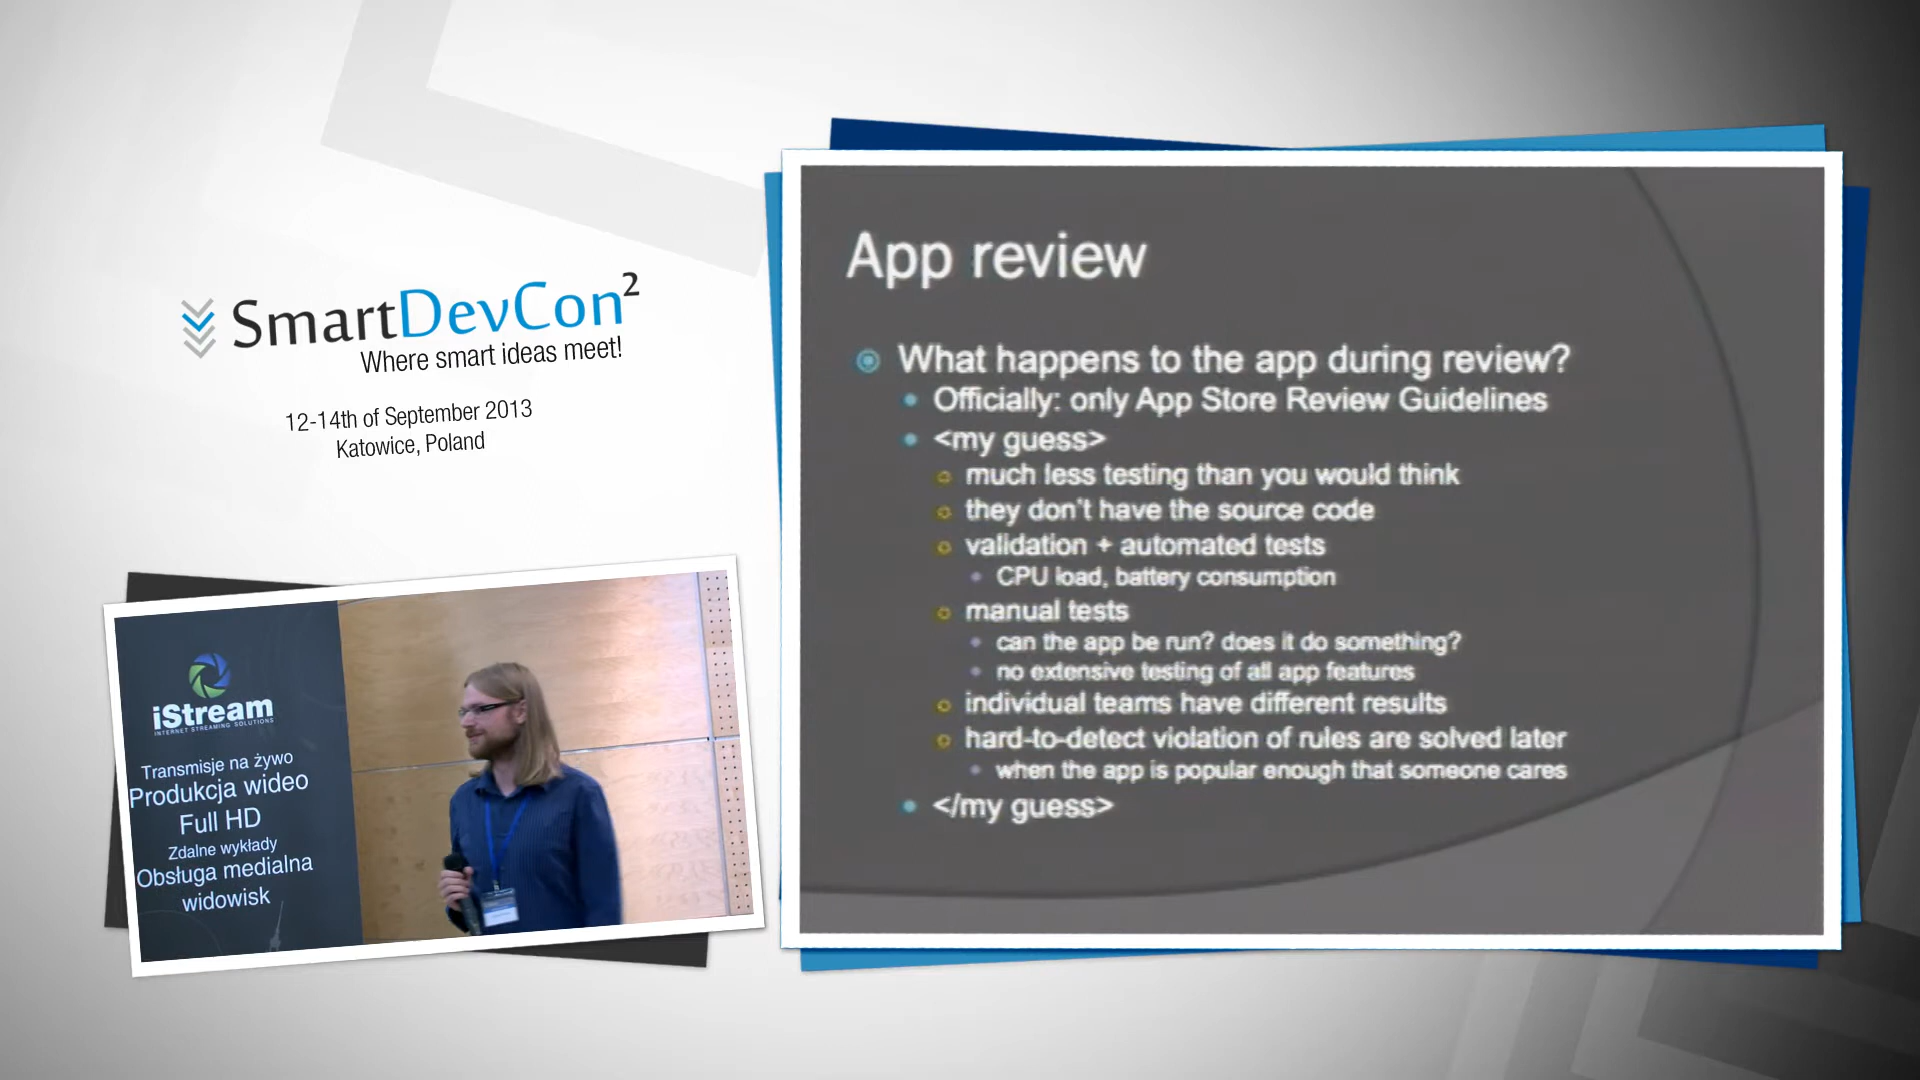 SmartDevCon²
Where smart ideas meet!
12-14th of September 2013
Katowice, Poland
iStream
INTERNET STREAMING SOLUTIONS
Transmisje na żywo
Produkcja wideo
Full HD
Zdalne wykłady
Obsługa medialna
widowisk
App review
What happens to the app during review?
Officially: only App Store Review Guidelines
<my guess>
much less testing than you would think
they don't have the source code
validation + automated tests
CPU load, battery consumption
manual tests
can the app be run? does it do something?
no extensive testing of all app features
individual teams have different results
hard-to-detect violation of rules are solved later
when the app is popular enough that someone cares
</my guess>